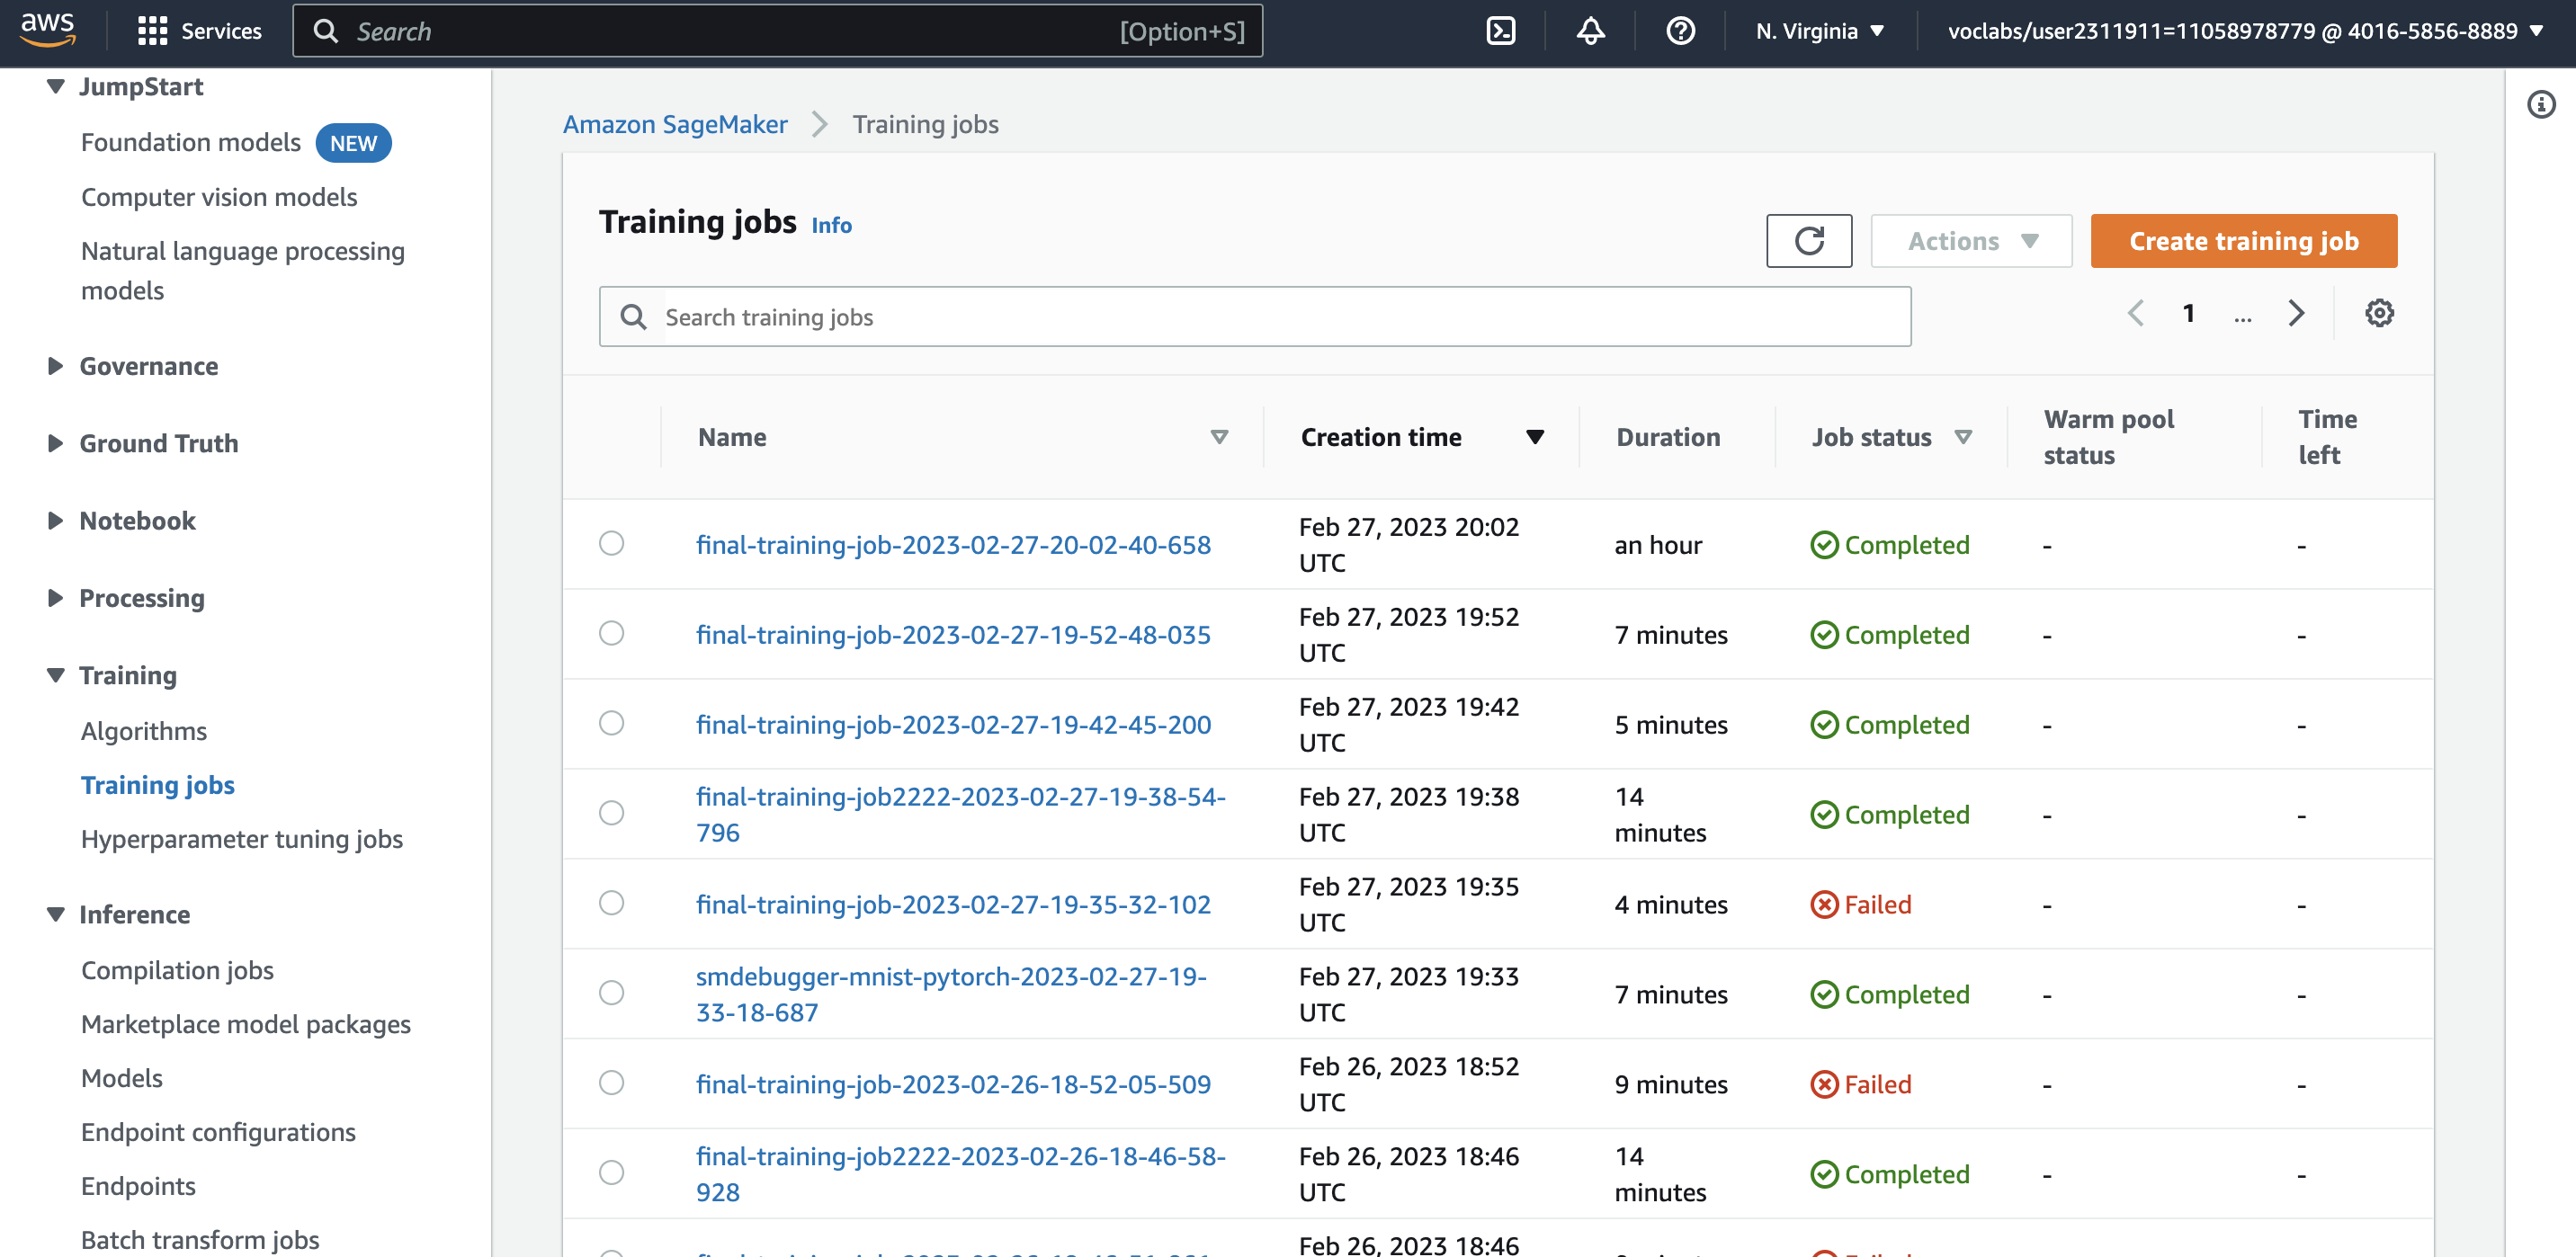 aws
Services
Search
[Option+S]
N. Virginia
voclabs/user2311911=11058978779 @ 4016-5856-8889
JumpStart
Foundation models NEW
Computer vision models
Natural language processing
models
Governance
Ground Truth
Notebook
Processing
Training
Algorithms
Training jobs
Hyperparameter tuning jobs
Inference
Compilation jobs
Marketplace model packages
Models
Endpoint configurations
Endpoints
Batch transform jobs
Amazon SageMaker > Training jobs
Training jobs Info
Actions
Create training job
Search training jobs
1 ...
Name Creation time Duration Job status Warm pool status Time left
final-training-job-2023-02-27-20-02-40-658
Feb 27, 2023 20:02
UTC
an hour
Completed
-
-
final-training-job-2023-02-27-19-52-48-035
Feb 27, 2023 19:52
UTC
7 minutes
Completed
-
-
final-training-job-2023-02-27-19-42-45-200
Feb 27, 2023 19:42
UTC
5 minutes
Completed
-
-
final-training-job2222-2023-02-27-19-38-54-
796
Feb 27, 2023 19:38
UTC
14
minutes
Completed
-
-
final-training-job-2023-02-27-19-35-32-102
Feb 27, 2023 19:35
UTC
4 minutes
Failed
-
-
smdebugger-mnist-pytorch-2023-02-27-19-
33-18-687
Feb 27, 2023 19:33
UTC
7 minutes
Completed
-
-
final-training-job-2023-02-26-18-52-05-509
Feb 26, 2023 18:52
UTC
9 minutes
Failed
-
-
final-training-job2222-2023-02-26-18-46-58-
928
Feb 26, 2023 18:46
UTC
14
minutes
Completed
-
-
Feb 26, 2023 18:46